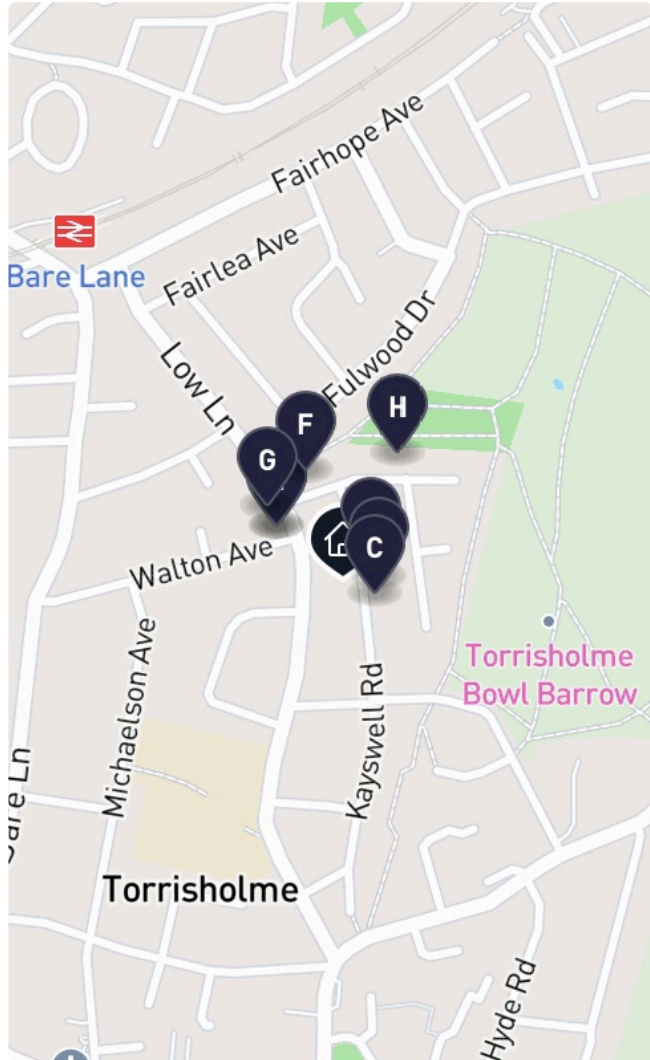 Fairhope Ave
Bare Lane
Fairlea Ave
Fulwood Dr
Low Ln
H
F
G
C
Walton Ave
Torrisholme
Bowl Barrow
Michaelson Ave
Kayswell Rd
Torrisholme
Hyde Rd